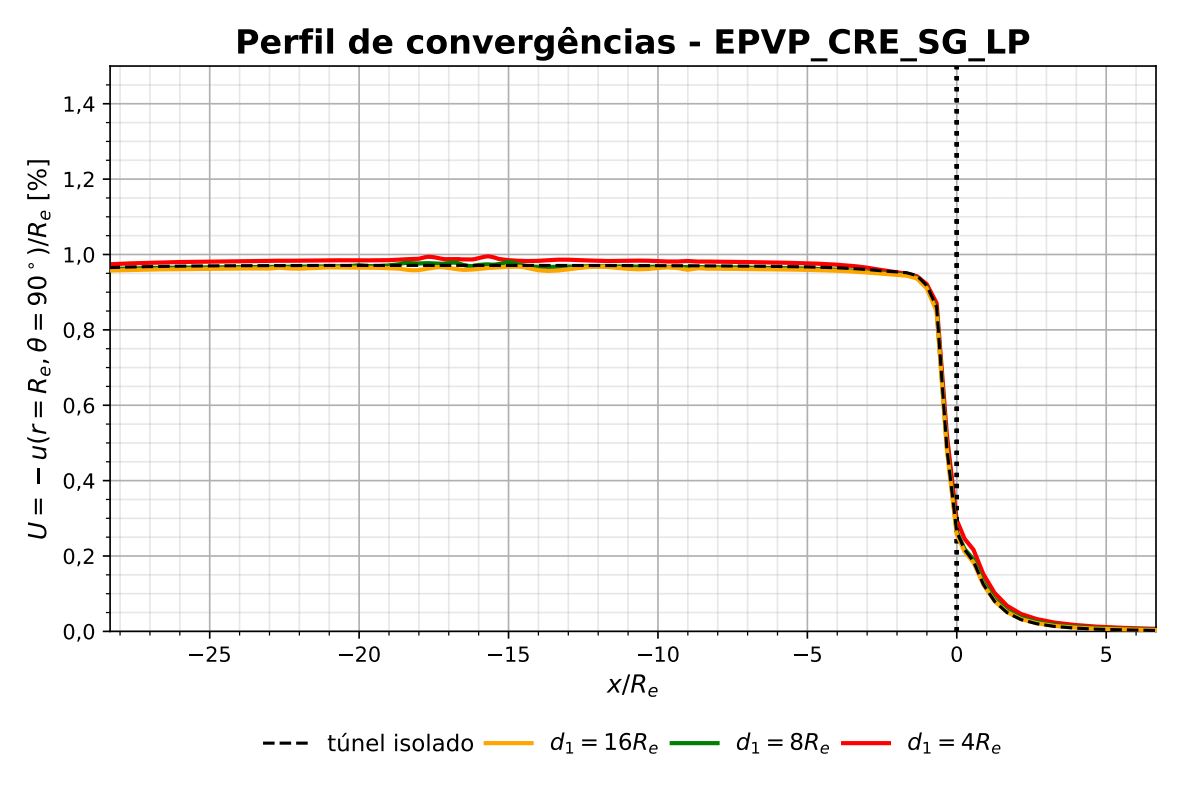 Perfil de convergências - EPVP_CRE_SG_LP
U = − u(r = Rₑ, θ = 90°)/Rₑ [%]
1,4
1,2
1,0
0,8
0,6
0,4
0,2
0,0
−25 −20 −15 −10 −5 0 5
x/Rₑ
túnel isolado d₁ = 16Rₑ d₁ = 8Rₑ d₁ = 4Rₑ